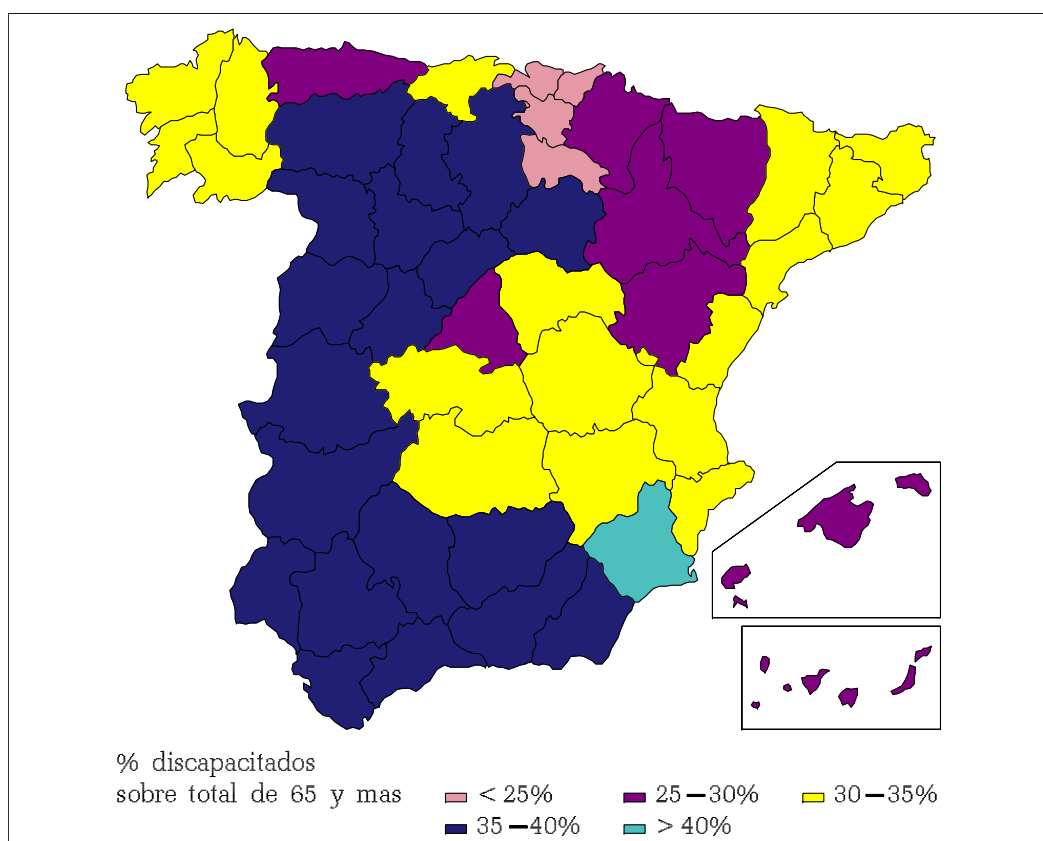 % discapacitados
sobre total de 65 y mas
< 25%
25 – 30%
30 – 35%
35 – 40%
> 40%